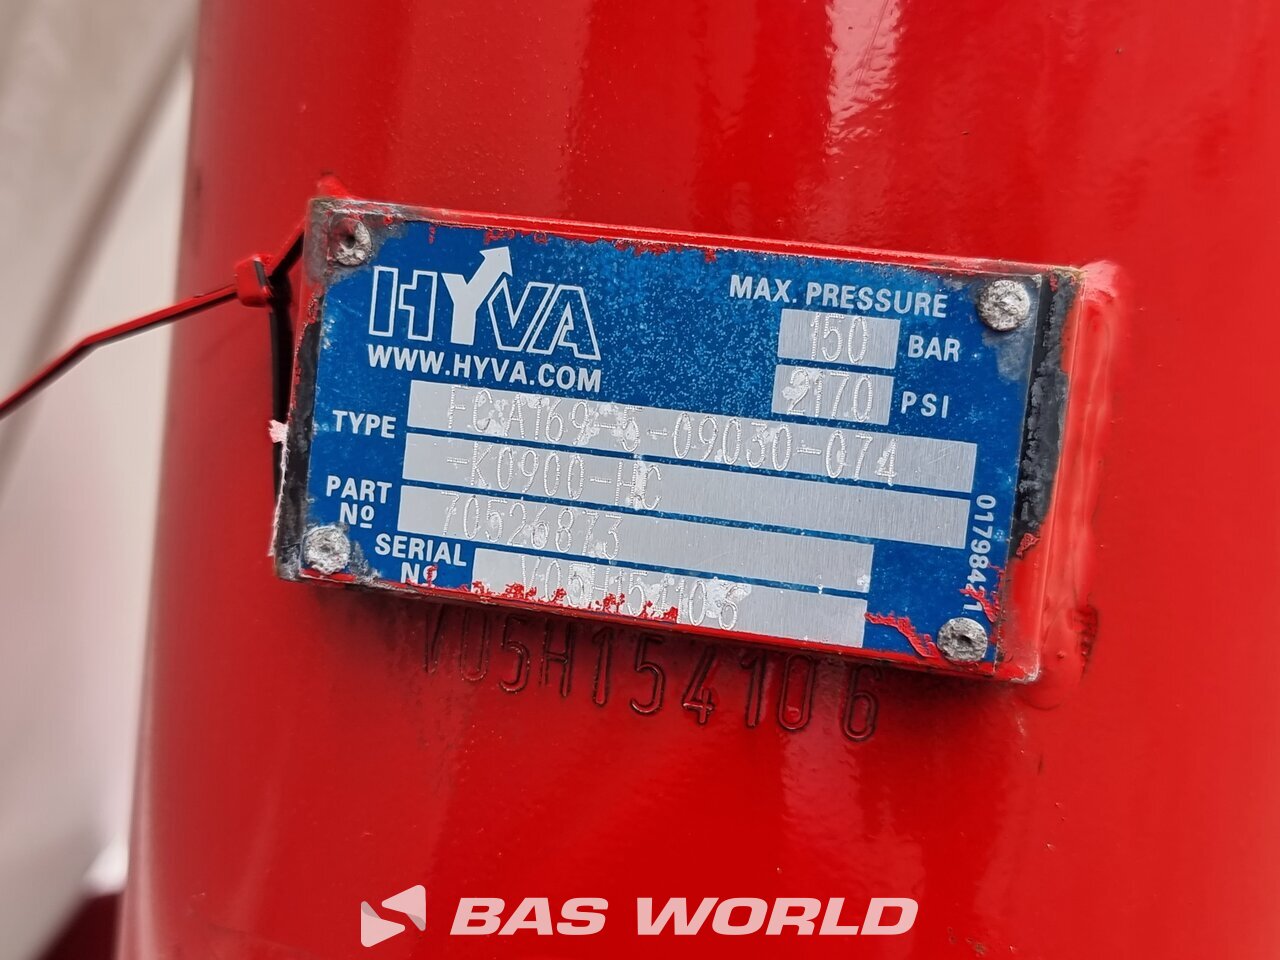 HYVA
WWW.HYVA.COM
MAX. PRESSURE
150 BAR
2170 PSI
TYPE FC A169-5-09030-074
-K0900-HC
PART Nº 70526873
SERIAL Nº V05H154106
V05H154106
BAS WORLD